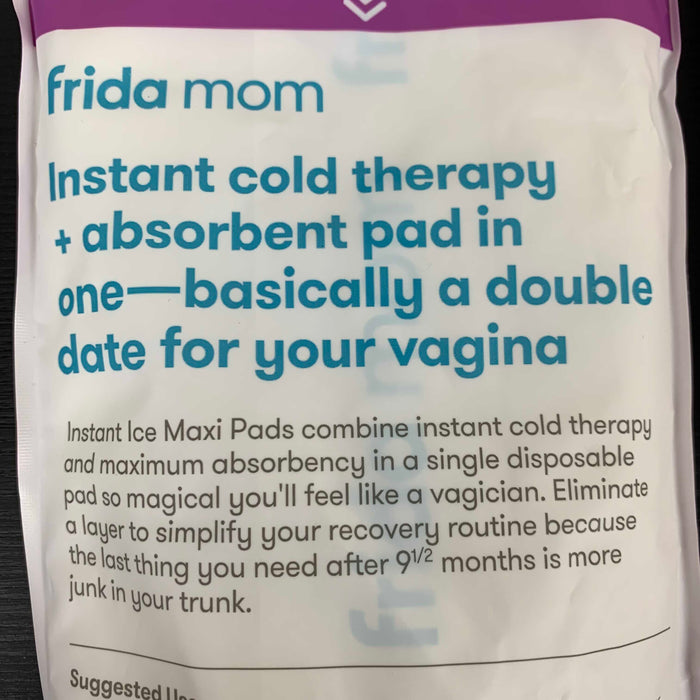 frida mom
Instant cold therapy
+ absorbent pad in
one—basically a double
date for your vagina
Instant Ice Maxi Pads combine instant cold therapy
and maximum absorbency in a single disposable
pad so magical you'll feel like a vagician. Eliminate
a layer to simplify your recovery routine because
the last thing you need after 9½ months is more
junk in your trunk.
Suggested